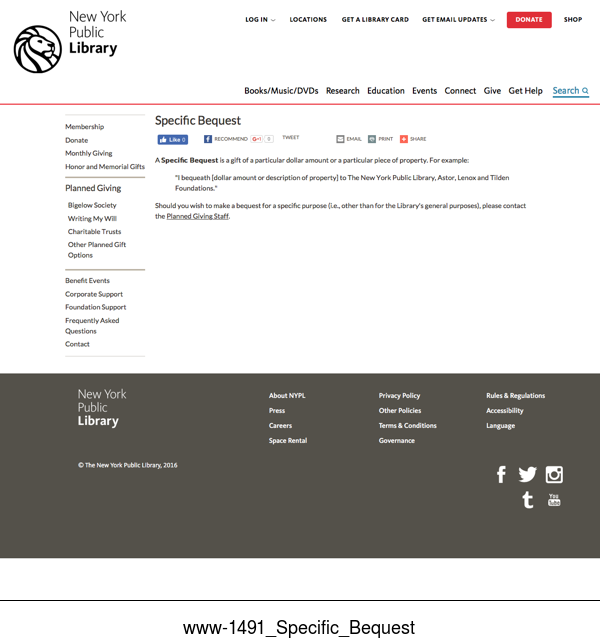 New York
Public
Library
LOG IN
LOCATIONS
GET A LIBRARY CARD
GET EMAIL UPDATES
DONATE
SHOP
Books/Music/DVDs
Research
Education
Events
Connect
Give
Get Help
Search
Membership
Donate
Monthly Giving
Honor and Memorial Gifts
Planned Giving
Bigelow Society
Writing My Will
Charitable Trusts
Other Planned Gift
Options
Benefit Events
Corporate Support
Foundation Support
Frequently Asked
Questions
Contact
Specific Bequest
Like 0
RECOMMEND
G+1
0
TWEET
EMAIL
PRINT
SHARE
A Specific Bequest is a gift of a particular dollar amount or a particular piece of property. For example:
"I bequeath [dollar amount or description of property] to The New York Public Library, Astor, Lenox and Tilden
Foundations."
Should you wish to make a bequest for a specific purpose (i.e., other than for the Library's general purposes), please contact
the Planned Giving Staff.
New York
Public
Library
© The New York Public Library, 2016
About NYPL
Press
Careers
Space Rental
Privacy Policy
Other Policies
Terms & Conditions
Governance
Rules & Regulations
Accessibility
Language
You
Tube
www-1491_Specific_Bequest